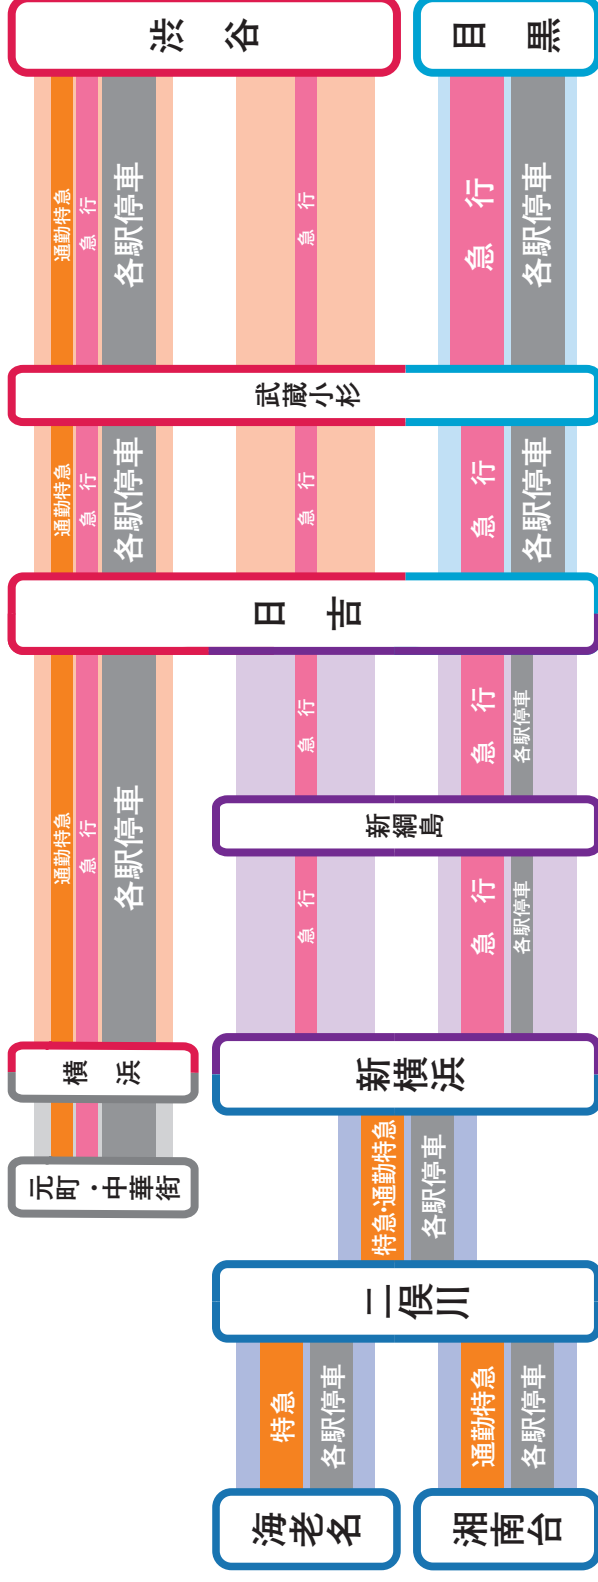 海老名
湘南台
特急
各駅停車
通勤特急
各駅停車
二俣川
特急・通勤特急
各駅停車
元町・中華街
横 浜
新横浜
通勤特急
急 行
各駅停車
急 行
急 行
各駅停車
新綱島
急 行
急 行
各駅停車
日 吉
通勤特急
急 行
各駅停車
急 行
急 行
各駅停車
武蔵小杉
通勤特急
急 行
各駅停車
急 行
急 行
各駅停車
渋 谷
目 黒